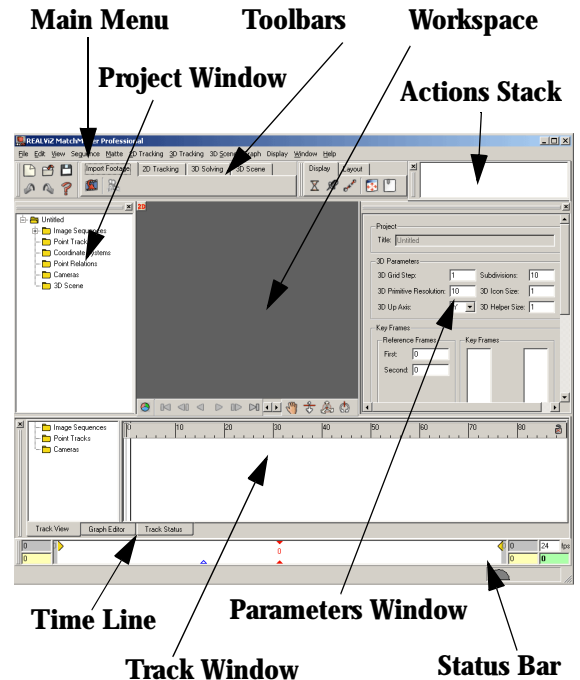 Main Menu Toolbars Workspace
Project Window
Actions Stack
REALViZ MatchMover Professional
File Edit View Sequence Matte 2D Tracking 3D Tracking 3D Scene Graph Display Window Help
Import Footage 2D Tracking 3D Solving 3D Scene Display Layout
Untitled
Image Sequences
Point Tracks
Coordinate Systems
Point Relations
Cameras
3D Scene
2D
Project
Title: Untitled
3D Parameters
3D Grid Step: 1 Subdivisions: 10
3D Primitive Resolution: 10 3D Icon Size: 1
3D Up Axis: Y 3D Helper Size: 1
Key Frames
Reference Frames Key Frames
First: 0
Second: 0
Image Sequences
Point Tracks
Cameras
0 10 20 30 40 50 60 70 80
Track View Graph Editor Track Status
0 0 24 fps
0 0 0 0
Time Line
Parameters Window
Track Window
Status Bar